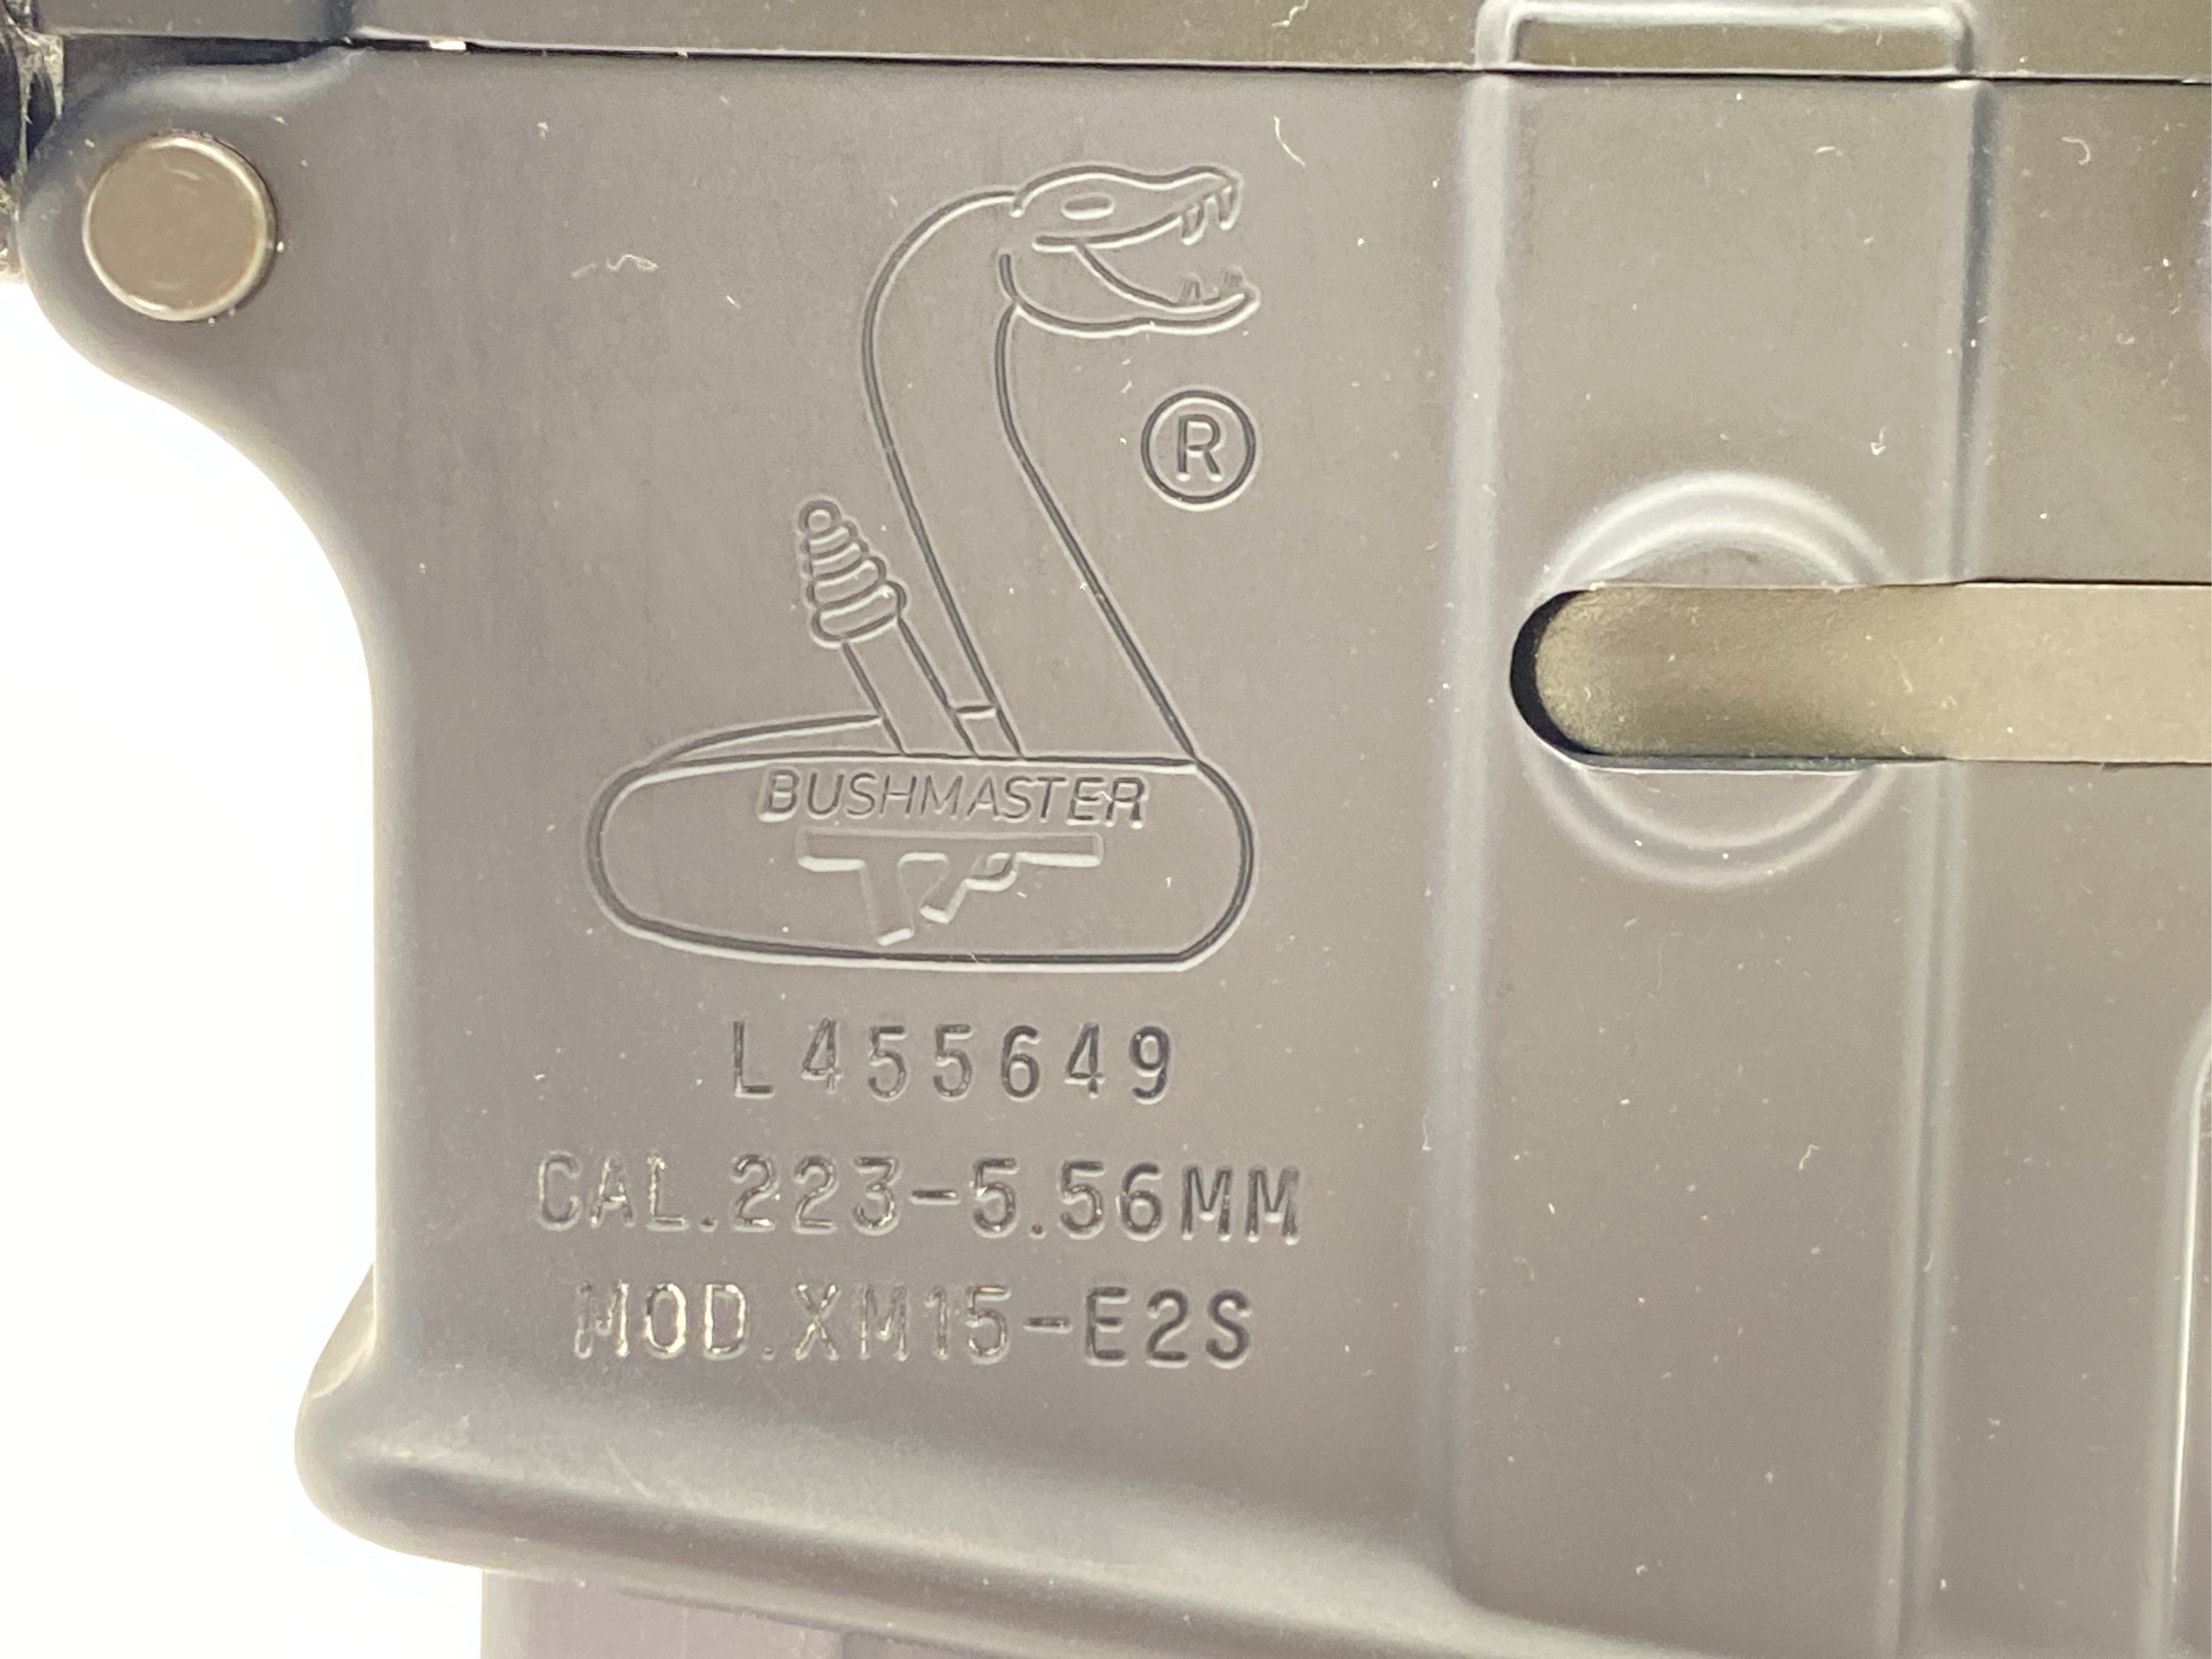 ®
BUSHMASTER
L455649
CAL.223-5.56MM
MOD.XM15-E2S